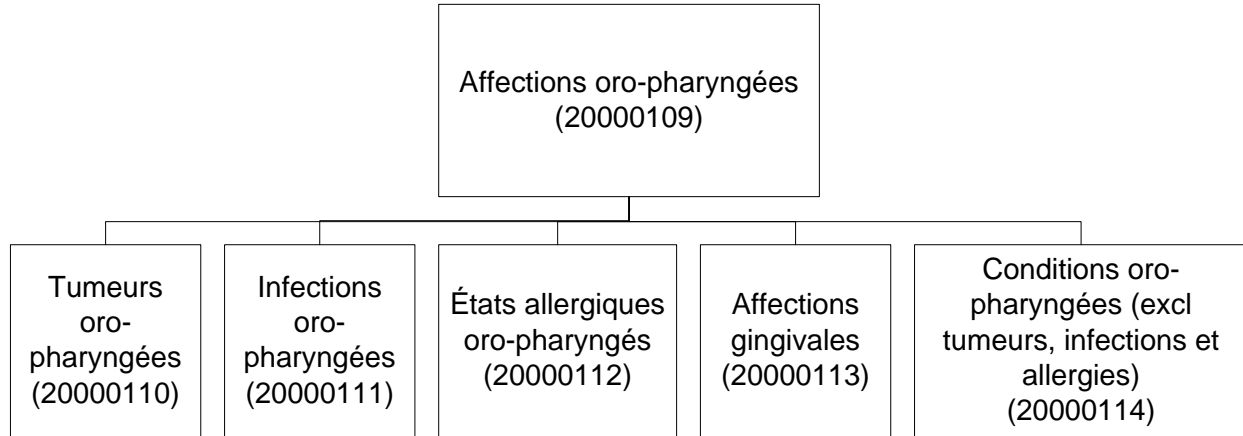 Affections oro-pharyngées
(20000109)
Tumeurs
oro-
pharyngées
(20000110)
Infections
oro-
pharyngées
(20000111)
États allergiques
oro-pharyngés
(20000112)
Affections
gingivales
(20000113)
Conditions oro-
pharyngées (excl
tumeurs, infections et
allergies)
(20000114)